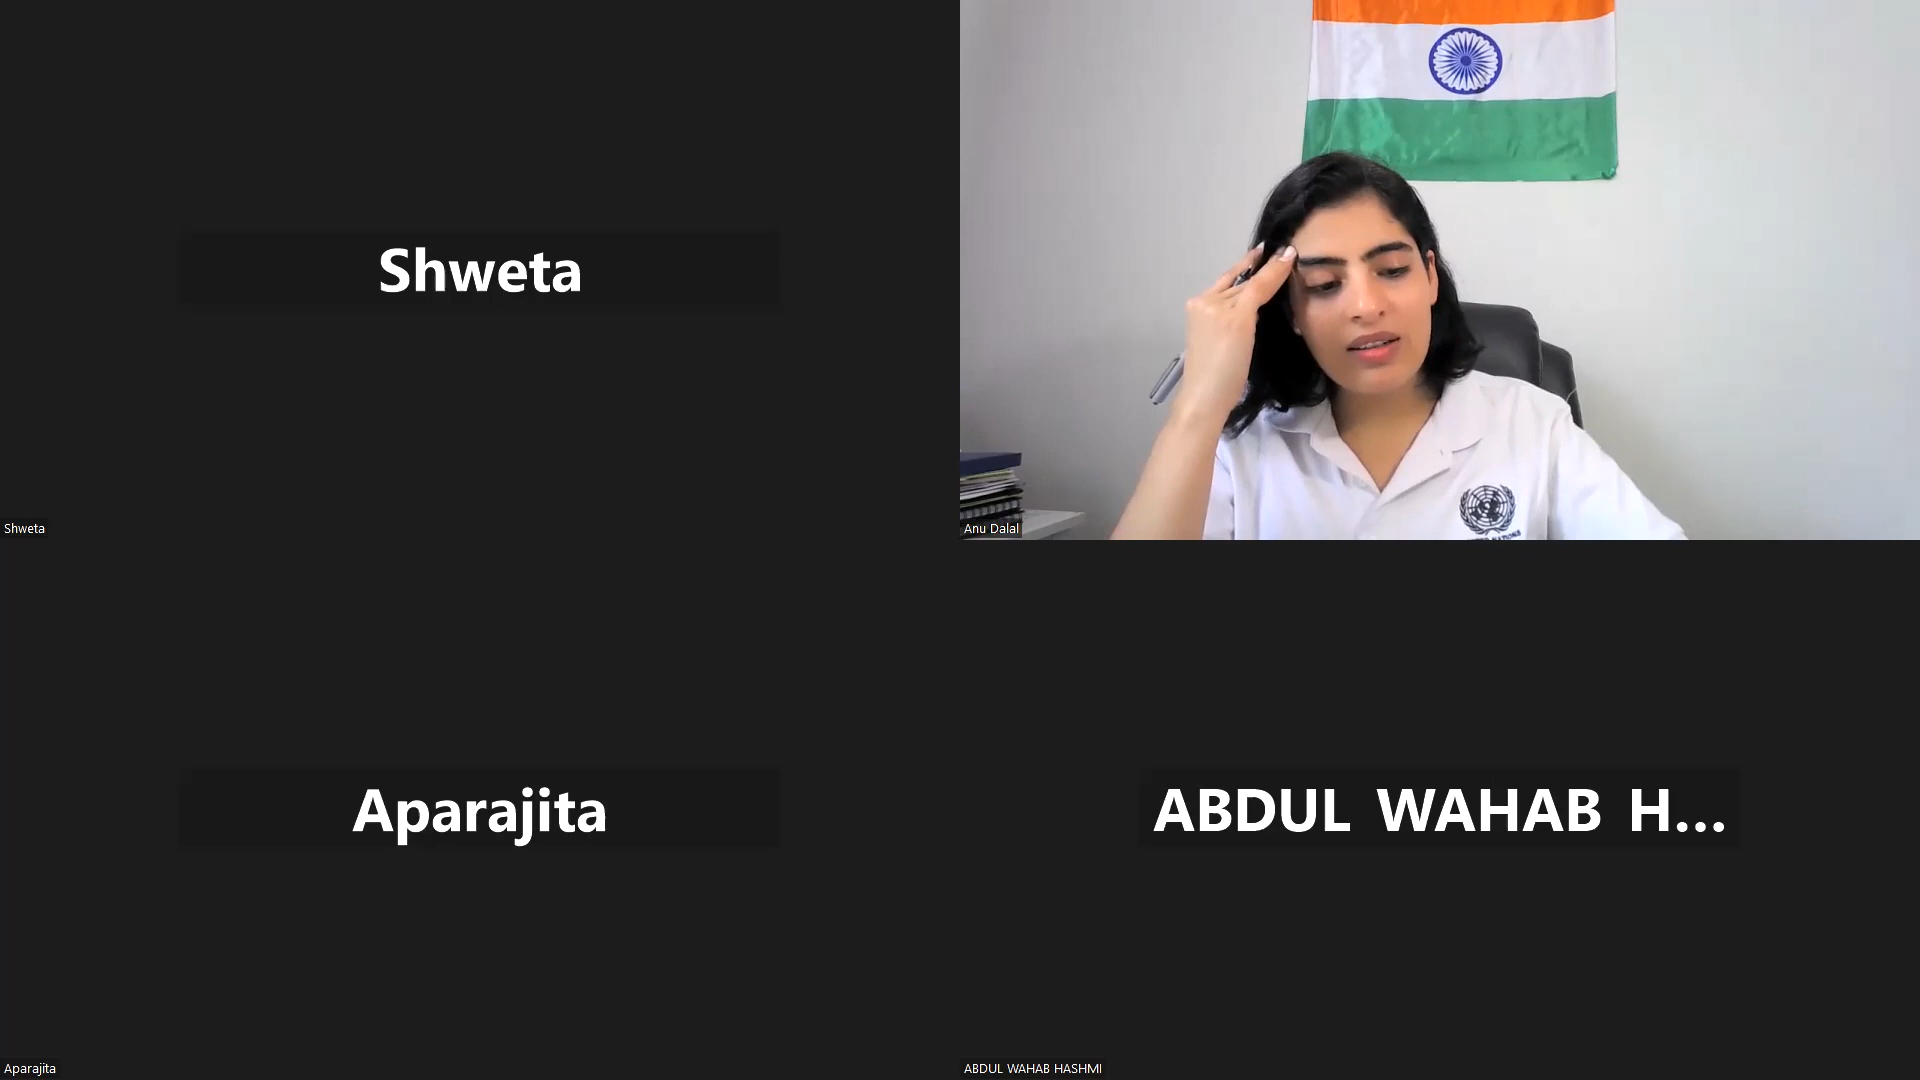 Shweta
Shweta
Anu Dalal
Aparajita
Aparajita
ABDUL WAHAB H...
ABDUL WAHAB HASHMI